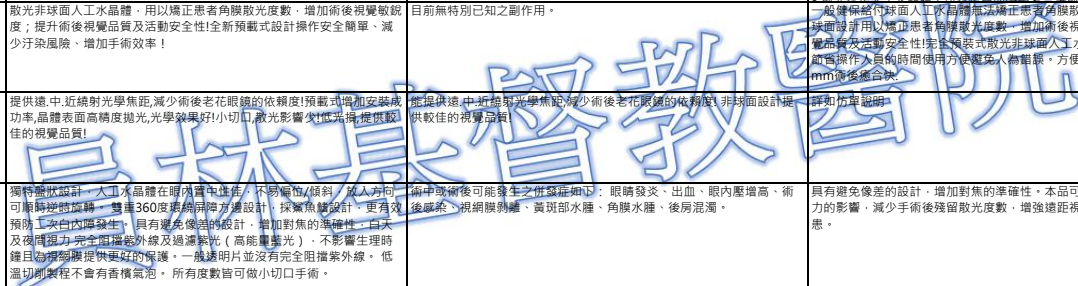 散光非球面人工水晶體，用以矯正患者角膜散光度數，增加術後視覺敏銳
度；提升術後視覺品質及活動安全性!全新預載式設計操作安全簡單、減
少汙染風險、增加手術效率！
目前無特別已知之副作用。
一般健保給付球面人工水晶體無法矯正患者角膜散
球面設計用以矯正患者角膜散光度數，增加術後視
覺品質及活動安全性!完全預裝式散光非球面人工水
節省操作人員的時間使用方便避免人為錯誤。方便
mm術後癒合快.
提供遠.中.近繞射光學焦距,減少術後老花眼鏡的依賴度!預載式增加安裝成
功率,晶體表面高精度拋光,光學效果好!小切口,散光影響少!低光損,提供較
佳的視覺品質!
能提供遠.中.近繞射光學焦距,減少術後老花眼鏡的依賴度! 非球面設計提
供較佳的視覺品質!
詳如仿單說明
獨特盤狀設計，人工水晶體在眼內置中性佳，不易偏位/傾斜，放入方向
可順時逆時旋轉。 雙重360度環繞屏障方邊設計，採鯊魚鰭設計，更有效
預防二次白內障發生。 具有避免像差的設計，增加對焦的準確性，白天
及夜間視力 完全阻擋紫外線及過濾紫光（高能量藍光），不影響生理時
鐘且為視網膜提供更好的保護。一般透明片並沒有完全阻擋紫外線。 低
溫切削製程不會有香檳氣泡。 所有度數皆可做小切口手術。
術中或術後可能發生之併發症如下： 眼睛發炎、出血、眼內壓增高、術
後感染、視網膜剝離、黃斑部水腫、角膜水腫、後房混濁。
具有避免像差的設計，增加對焦的準確性。本品可
力的影響，減少手術後殘留散光度數，增強遠距視
患。
員林基督教醫院